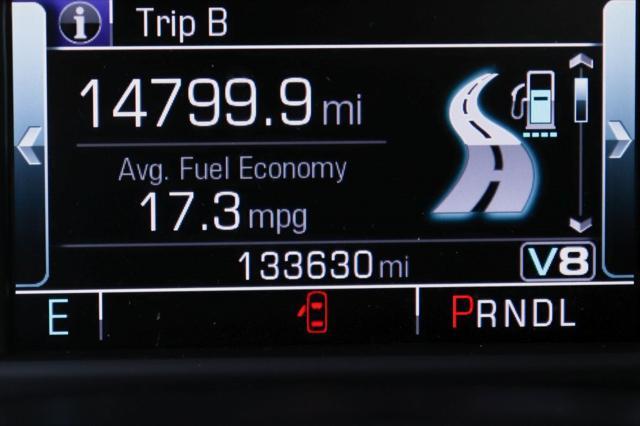 Trip B
14799.9 mi
Avg. Fuel Economy
17.3 mpg
133630 mi
V8
E
PRNDL